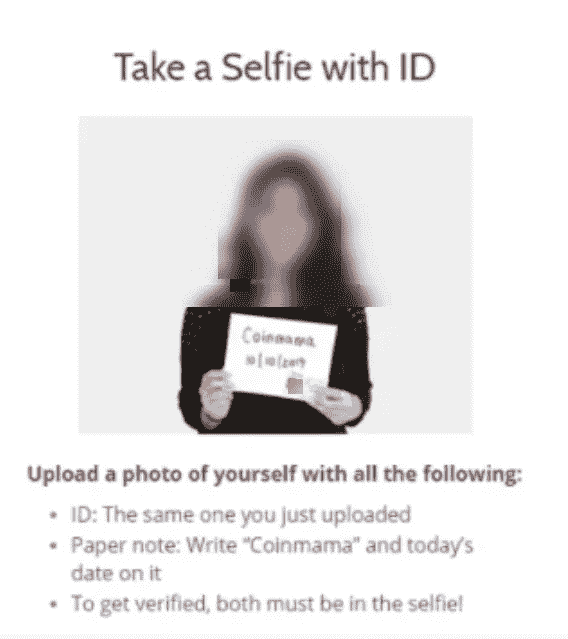 Take a Selfie with ID
Coinmama
10/10/2017
Upload a photo of yourself with all the following:
• ID: The same one you just uploaded
• Paper note: Write “Coinmama” and today’s
date on it
• To get verified, both must be in the selfie!